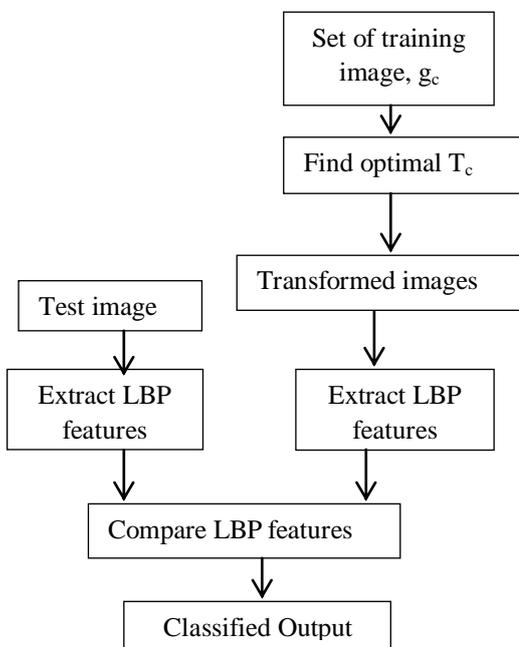 Set of training
image, gc
Find optimal Tc
Transformed images
Test image
Extract LBP
features
Extract LBP
features
Compare LBP features
Classified Output